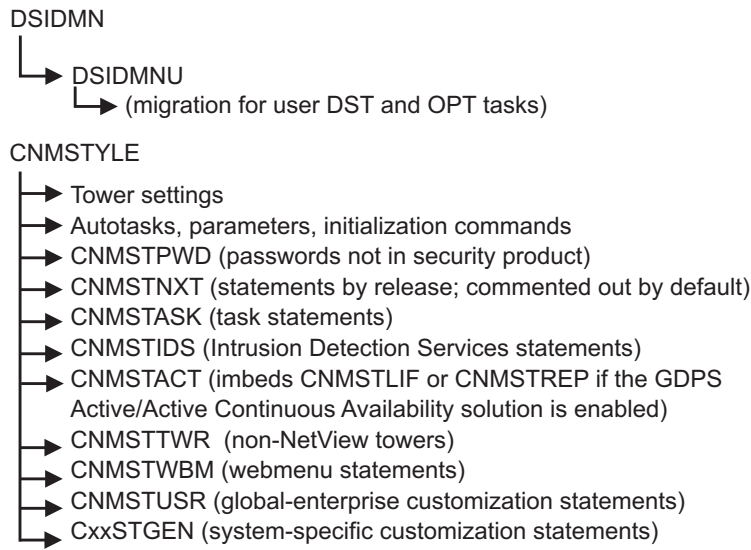 DSIDMN
DSIDMNU
(migration for user DST and OPT tasks)
CNMSTYLE
Tower settings
Autotasks, parameters, initialization commands
CNMSTPWD (passwords not in security product)
CNMSTNXT (statements by release; commented out by default)
CNMSTASK (task statements)
CNMSTIDS (Intrusion Detection Services statements)
CNMSTACT (imbeds CNMSTLIF or CNMSTREP if the GDPS
Active/Active Continuous Availability solution is enabled)
CNMSTTWR (non-NetView towers)
CNMSTWBM (webmenu statements)
CNMSTUSR (global-enterprise customization statements)
CxxSTGEN (system-specific customization statements)